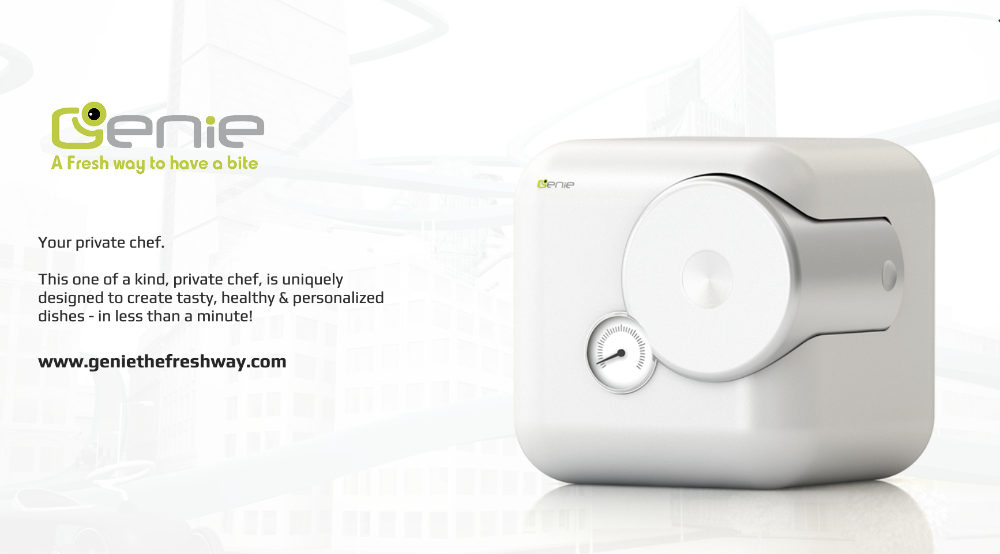 Genie
A Fresh way to have a bite
Genie
Your private chef.
This one of a kind, private chef, is uniquely
designed to create tasty, healthy & personalized
dishes - in less than a minute!
www.geniethefreshway.com